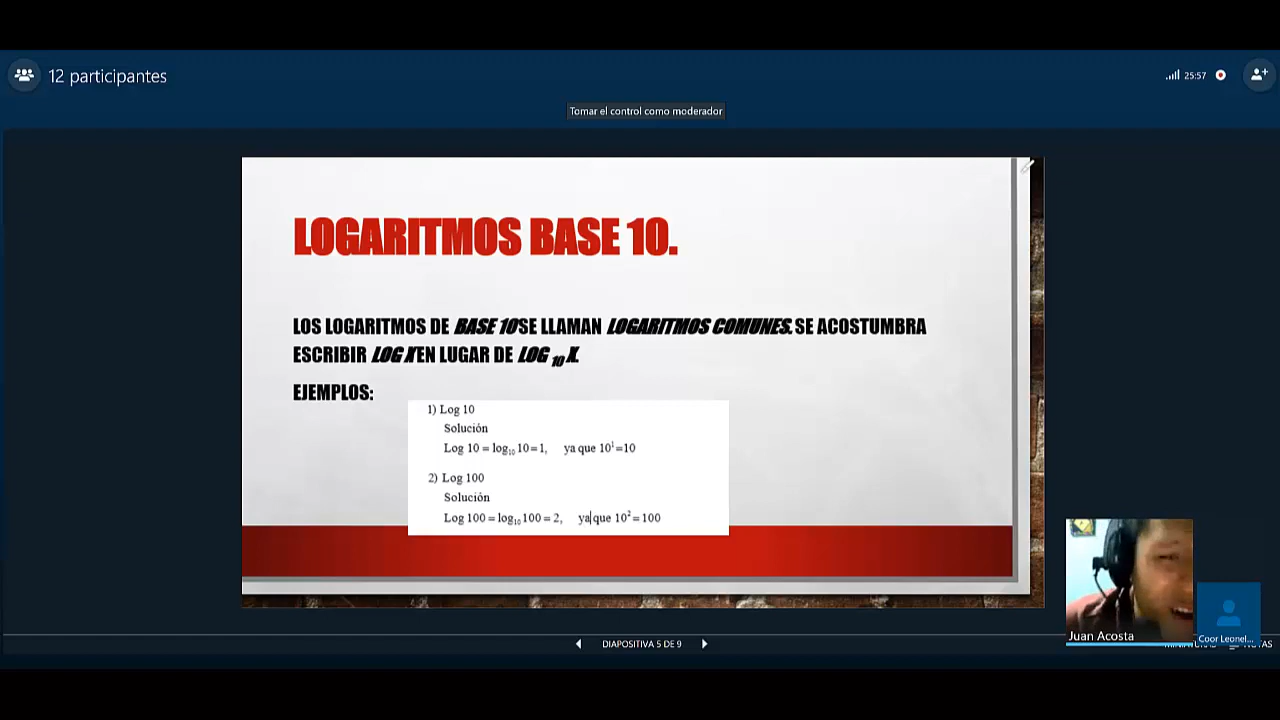 12 participantes
25:57
Tomar el control como moderador
LOGARITMOS BASE 10.
LOS LOGARITMOS DE BASE 10 SE LLAMAN LOGARITMOS COMUNES. SE ACOSTUMBRA
ESCRIBIR LOG X EN LUGAR DE LOG 10 X.
EJEMPLOS:
1) Log 10
Solución
Log 10 = log₁₀ 10 = 1, ya que 10¹=10
2) Log 100
Solución
Log 100 = log₁₀ 100 = 2, ya que 10² = 100
Juan Acosta
Coor Leonel...
DIAPOSITIVA 5 DE 9